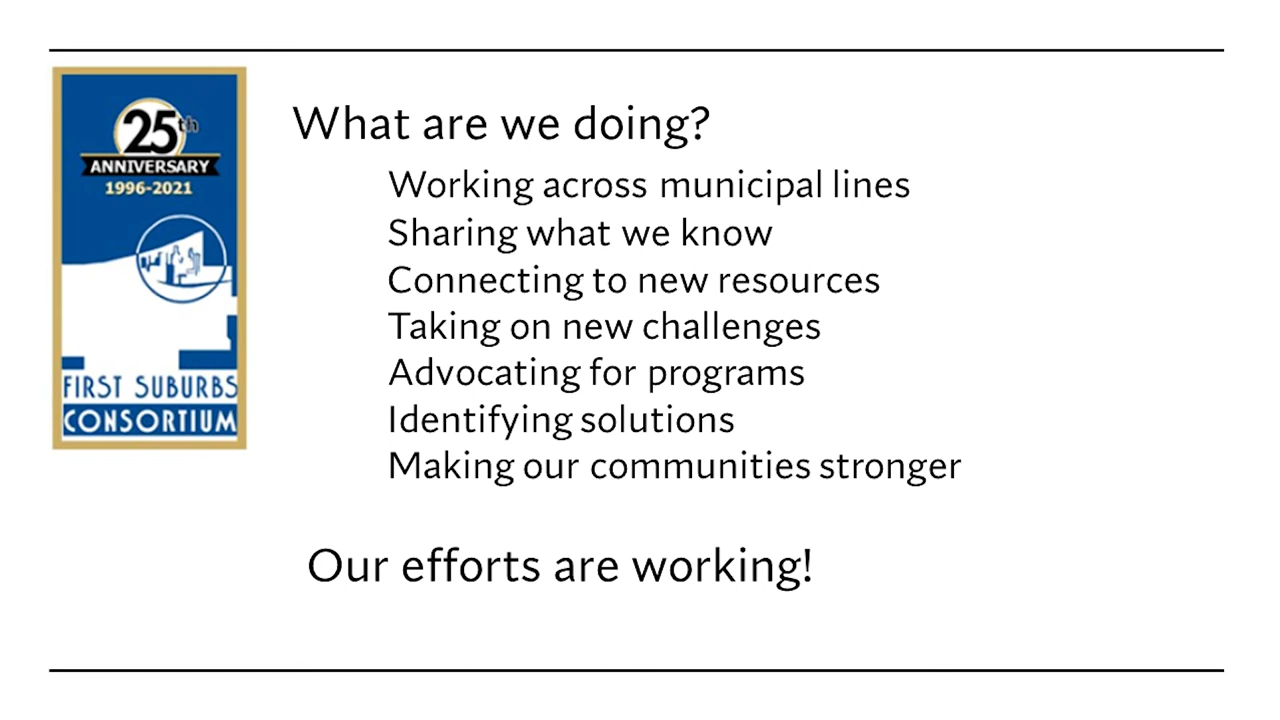 25th
ANNIVERSARY
1996-2021
FIRST SUBURBS
CONSORTIUM
What are we doing?
Working across municipal lines
Sharing what we know
Connecting to new resources
Taking on new challenges
Advocating for programs
Identifying solutions
Making our communities stronger
Our efforts are working!